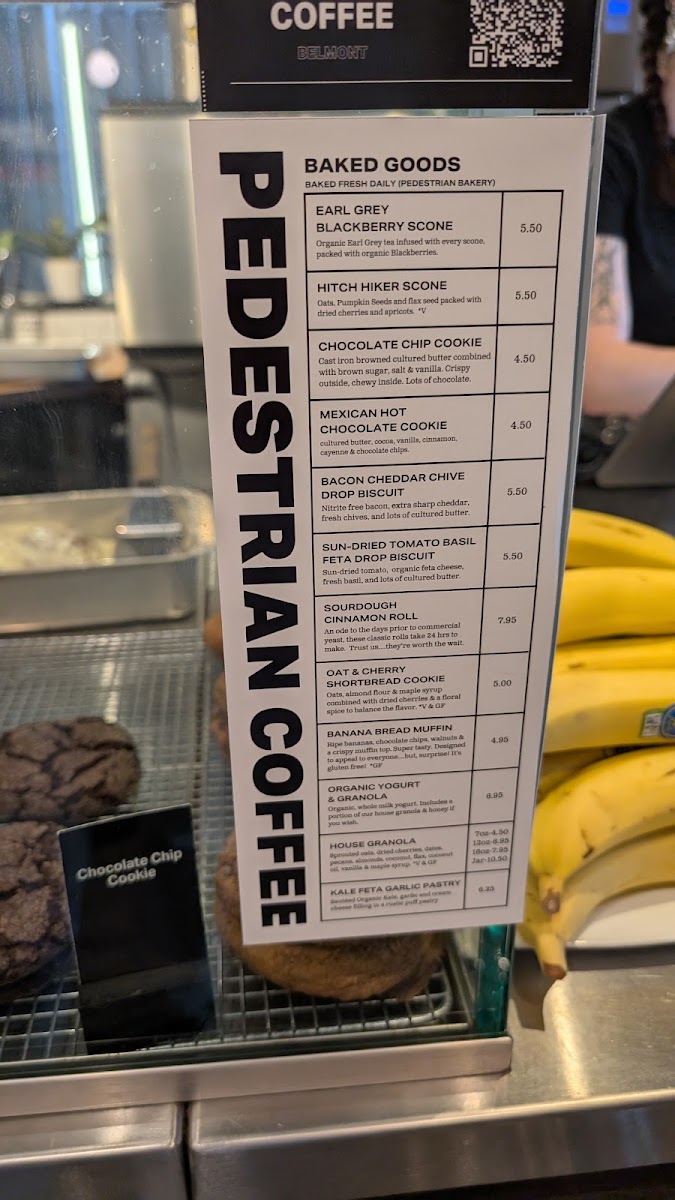 COFFEE
BELMONT
PEDESTRIAN COFFEE
BAKED GOODS
BAKED FRESH DAILY (PEDESTRIAN BAKERY)
EARL GREY
BLACKBERRY SCONE
Organic Earl Grey tea infused with every scone,
packed with organic Blackberries.
5.50
HITCH HIKER SCONE
Oats, Pumpkin Seeds and flax seed packed with
dried cherries and apricots. *V
5.50
CHOCOLATE CHIP COOKIE
Cast iron browned cultured butter combined
with brown sugar, salt & vanilla. Crispy
outside, chewy inside. Lots of chocolate.
4.50
MEXICAN HOT
CHOCOLATE COOKIE
cultured butter, cocoa, vanilla, cinnamon,
cayenne & chocolate chips.
4.50
BACON CHEDDAR CHIVE
DROP BISCUIT
Nitrite free bacon, extra sharp cheddar,
fresh chives, and lots of cultured butter.
5.50
SUN-DRIED TOMATO BASIL
FETA DROP BISCUIT
Sun-dried tomato, organic feta cheese,
fresh basil, and lots of cultured butter.
5.50
SOURDOUGH
CINNAMON ROLL
An ode to the days prior to commercial
yeast, these classic rolls take 24 hrs to
make. Trust us...they're worth the wait.
7.95
OAT & CHERRY
SHORTBREAD COOKIE
Oats, almond flour & maple syrup
combined with dried cherries & a floral
spice to balance the flavor. *V & GF
5.00
BANANA BREAD MUFFIN
Ripe bananas, chocolate chips, walnuts &
a crispy muffin top. Super tasty. Designed
to appeal to everyone...but, surprise! It's
gluten free! *GF
4.95
ORGANIC YOGURT
& GRANOLA
Organic, whole milk yogurt. Includes a
portion of our house granola & honey if
you wish.
6.95
HOUSE GRANOLA
Sprouted oats, dried cherries, dates,
pecans, almonds, coconut, flax, coconut
oil, vanilla & maple syrup. *V & GF
7oz-4.50
12oz-6.95
16oz-7.95
Jar-10.50
KALE FETA GARLIC PASTRY
Sauteed Organic Kale, garlic and cream
cheese filling in a rustic puff pastry
6.25
Chocolate Chip
Cookie